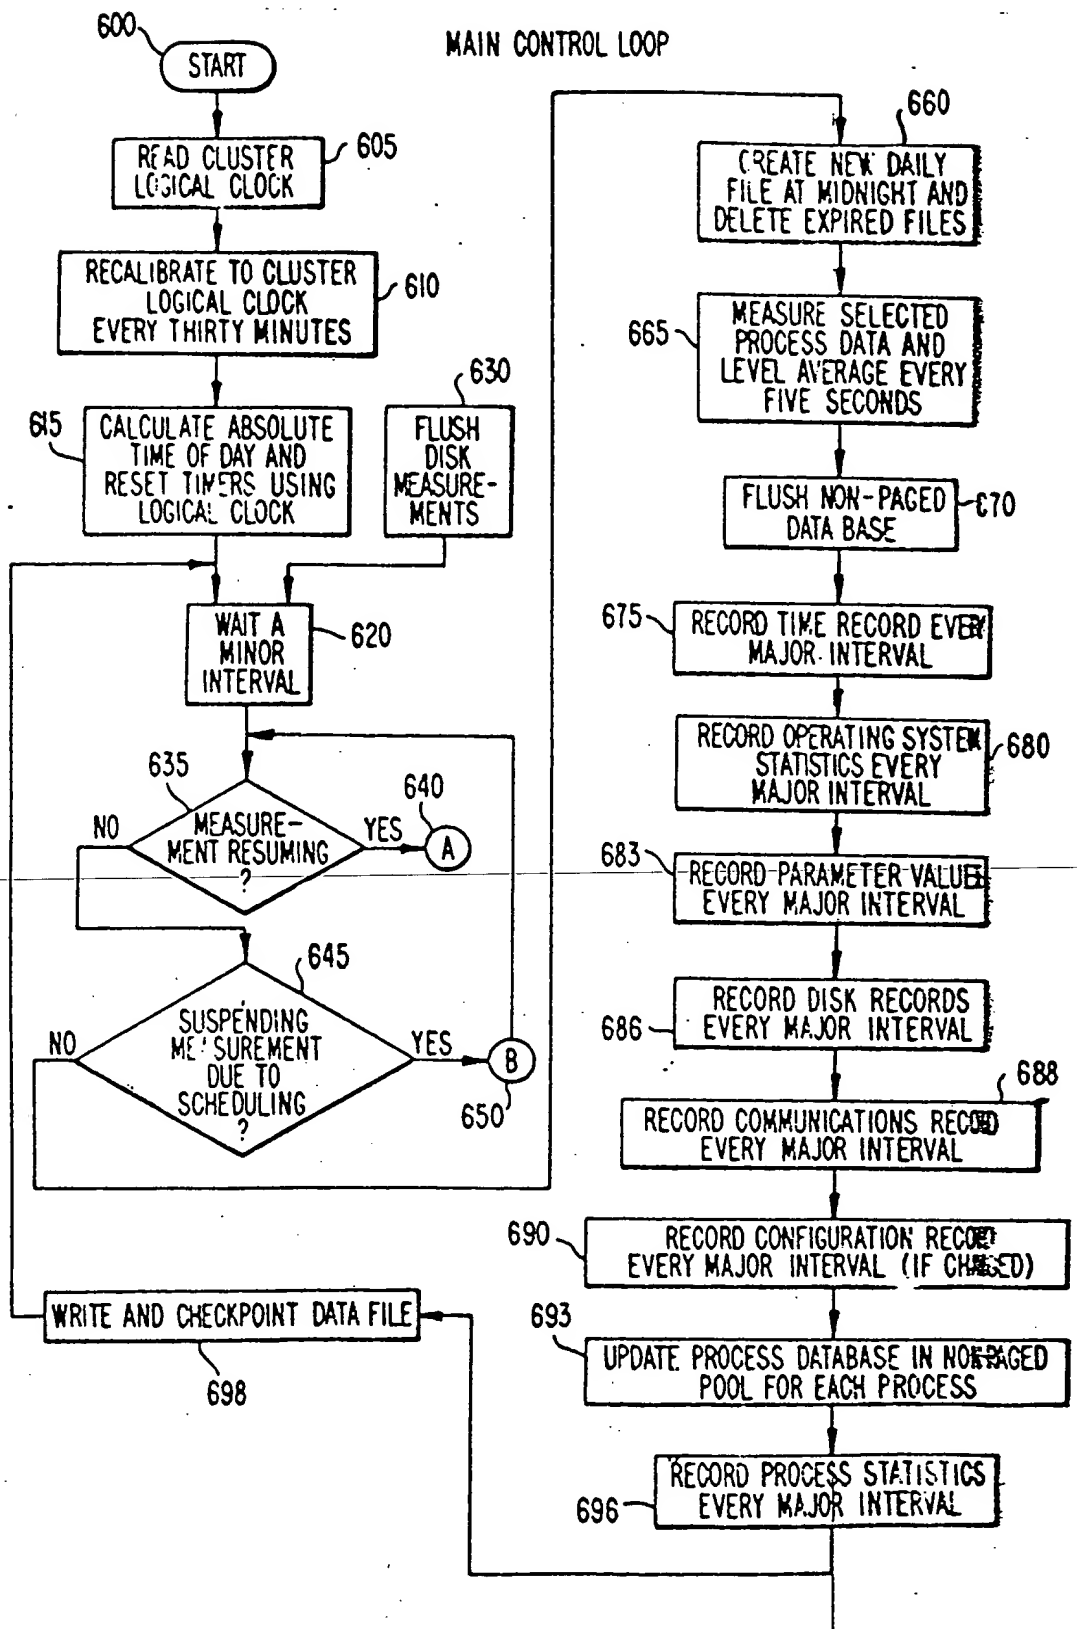 MAIN CONTROL LOOP
600
START
605
READ CLUSTER
LOGICAL CLOCK
610
RECALIBRATE TO CLUSTER
LOGICAL CLOCK
EVERY THIRTY MINUTES
615
CALCULATE ABSOLUTE
TIME OF DAY AND
RESET TIMERS USING
LOGICAL CLOCK
630
FLUSH
DISK
MEASURE-
MENTS
620
WAIT A
MINOR
INTERVAL
635
MEASURE-
MENT RESUMING
?
NO
YES
640
A
645
SUSPENDING
MEASUREMENT
DUE TO
SCHEDULING
?
NO
YES
B
650
660
CREATE NEW DAILY
FILE AT MIDNIGHT AND
DELETE EXPIRED FILES
665
MEASURE SELECTED
PROCESS DATA AND
LEVEL AVERAGE EVERY
FIVE SECONDS
670
FLUSH NON-PAGED
DATA BASE
675
RECORD TIME RECORD EVERY
MAJOR INTERVAL
680
RECORD OPERATING SYSTEM
STATISTICS EVERY
MAJOR INTERVAL
683
RECORD PARAMETER VALUES
EVERY MAJOR INTERVAL
686
RECORD DISK RECORDS
EVERY MAJOR INTERVAL
688
RECORD COMMUNICATIONS RECORD
EVERY MAJOR INTERVAL
690
RECORD CONFIGURATION RECORD
EVERY MAJOR INTERVAL (IF CHANGED)
693
UPDATE PROCESS DATABASE IN NON-PAGED
POOL FOR EACH PROCESS
696
RECORD PROCESS STATISTICS
EVERY MAJOR INTERVAL
WRITE AND CHECKPOINT DATA FILE
698